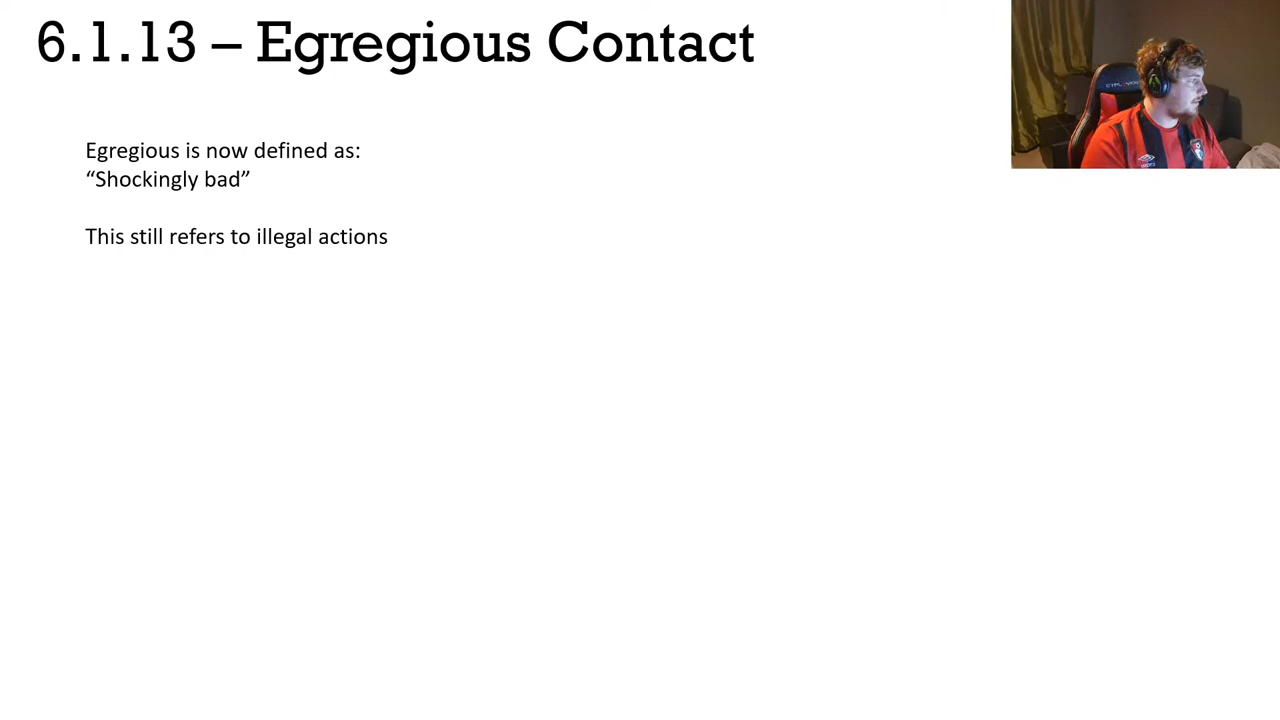 6.1.13 – Egregious Contact
Egregious is now defined as:
“Shockingly bad”
This still refers to illegal actions